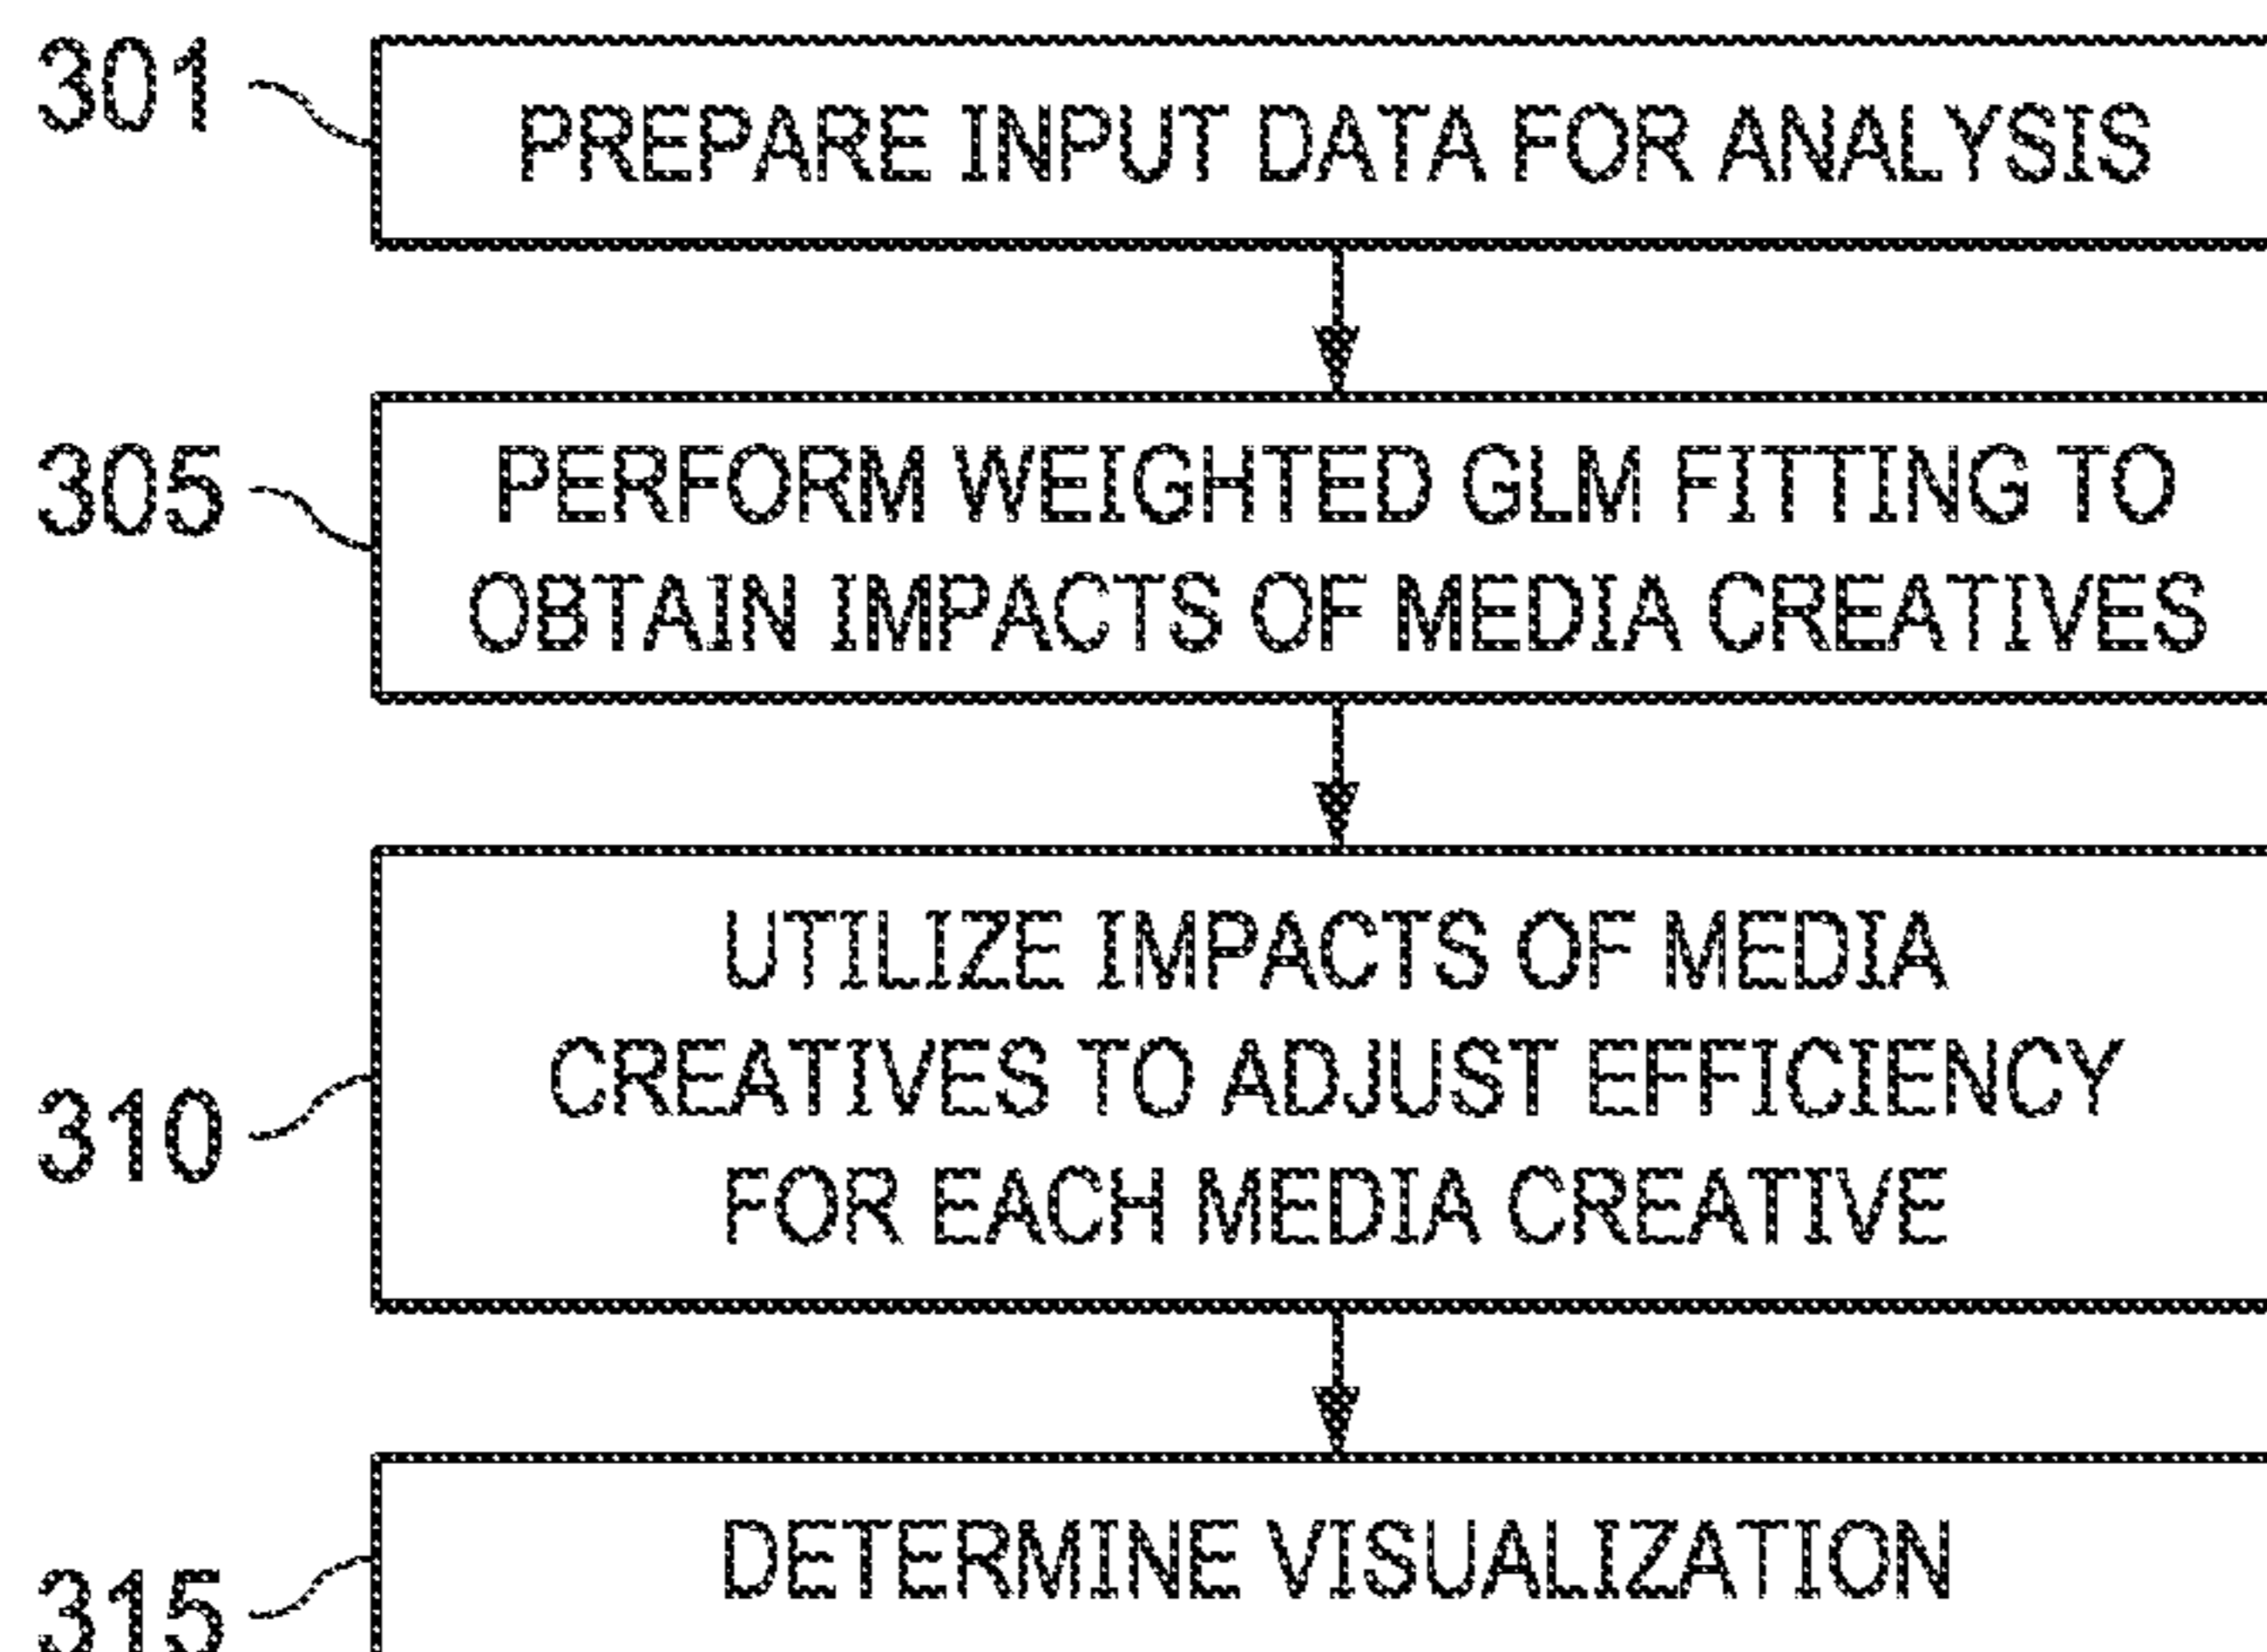 301
PREPARE INPUT DATA FOR ANALYSIS
305
PERFORM WEIGHTED GLM FITTING TO
OBTAIN IMPACTS OF MEDIA CREATIVES
310
UTILIZE IMPACTS OF MEDIA
CREATIVES TO ADJUST EFFICIENCY
FOR EACH MEDIA CREATIVE
315
DETERMINE VISUALIZATION